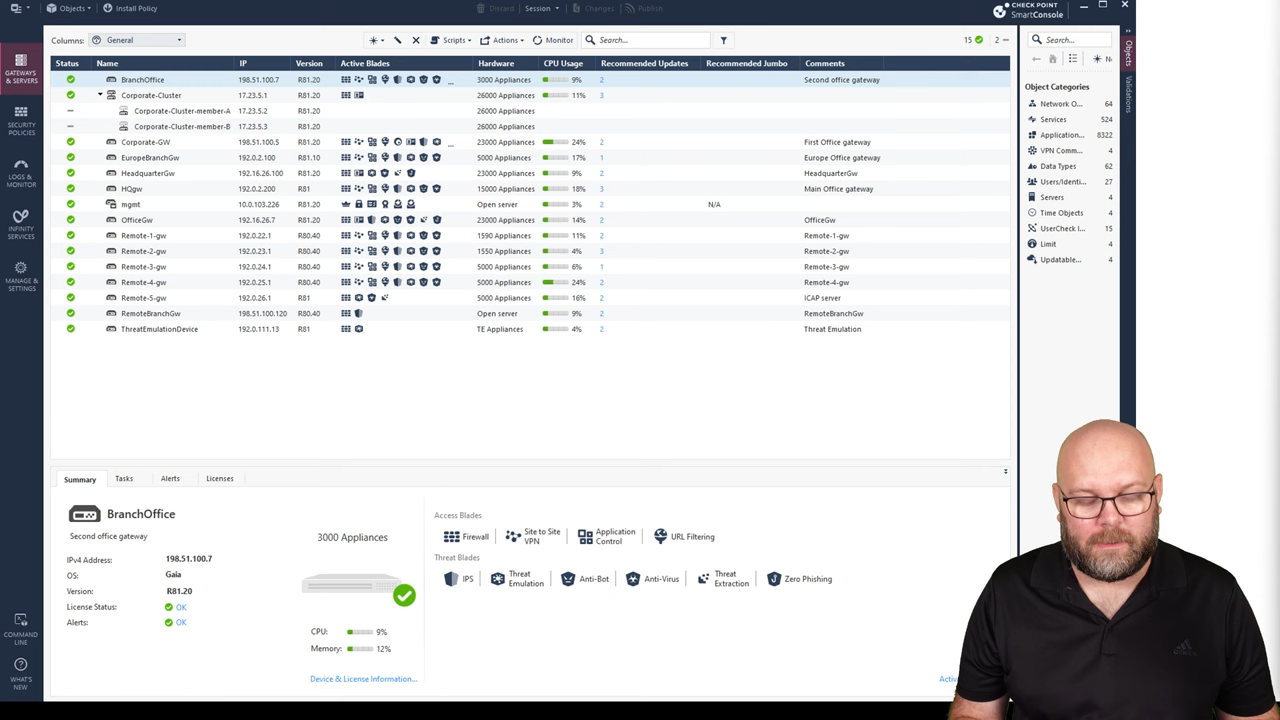 Objects
Install Policy
Discard
Session
Changes
Publish
CHECK POINT
SmartConsole
GATEWAYS
& SERVERS
SECURITY
POLICIES
LOGS &
MONITOR
INFINITY
SERVICES
MANAGE &
SETTINGS
COMMAND
LINE
WHAT'S
NEW
Columns: General
Scripts
Actions
Monitor
Search...
15
2
Status Name IP Version Active Blades Hardware CPU Usage Recommended Updates Recommended Jumbo Comments
BranchOffice 198.51.100.7 R81.20 ... 3000 Appliances 9% 2 Second office gateway
Corporate-Cluster 17.23.5.1 R81.20 26000 Appliances 11% 3
Corporate-Cluster-member-A 17.23.5.2 R81.20 26000 Appliances
Corporate-Cluster-member-B 17.23.5.3 R81.20 26000 Appliances
Corporate-GW 198.51.100.5 R81.20 ... 23000 Appliances 24% 2 First Office gateway
EuropeBranchGw 192.0.2.100 R81.10 5000 Appliances 17% 1 Europe Office gateway
HeadquarterGw 192.16.26.100 R81.20 23000 Appliances 9% 2 HeadquarterGw
HQgw 192.0.2.200 R81 15000 Appliances 18% 3 Main Office gateway
mgmt 10.0.103.226 R81.20 Open server 3% 2 N/A
OfficeGw 192.16.26.7 R81.20 23000 Appliances 14% 2 OfficeGw
Remote-1-gw 192.0.22.1 R80.40 1590 Appliances 11% 2 Remote-1-gw
Remote-2-gw 192.0.23.1 R80.40 1550 Appliances 4% 3 Remote-2-gw
Remote-3-gw 192.0.24.1 R80.40 5000 Appliances 6% 1 Remote-3-gw
Remote-4-gw 192.0.25.1 R80.40 5000 Appliances 24% 2 Remote-4-gw
Remote-5-gw 192.0.26.1 R81 5000 Appliances 16% 2 ICAP server
RemoteBranchGw 198.51.100.120 R80.40 Open server 9% 2 RemoteBranchGw
ThreatEmulationDevice 192.0.111.13 R81 TE Appliances 4% 2 Threat Emulation
Summary Tasks Alerts Licenses
BranchOffice
Second office gateway
IPv4 Address: 198.51.100.7
OS: Gaia
Version: R81.20
License Status: OK
Alerts: OK
3000 Appliances
CPU: 9%
Memory: 12%
Device & License Information...
Access Blades
Firewall
Site to Site
VPN
Application
Control
URL Filtering
Threat Blades
IPS
Threat
Emulation
Anti-Bot
Anti-Virus
Threat
Extraction
Zero Phishing
Search...
Object Categories
Network O... 64
Services 524
Application... 8322
VPN Comm... 4
Data Types 62
Users/Identi... 27
Servers 4
Time Objects 4
UserCheck I... 15
Limit 4
Updatable... 4
Objects
Validations